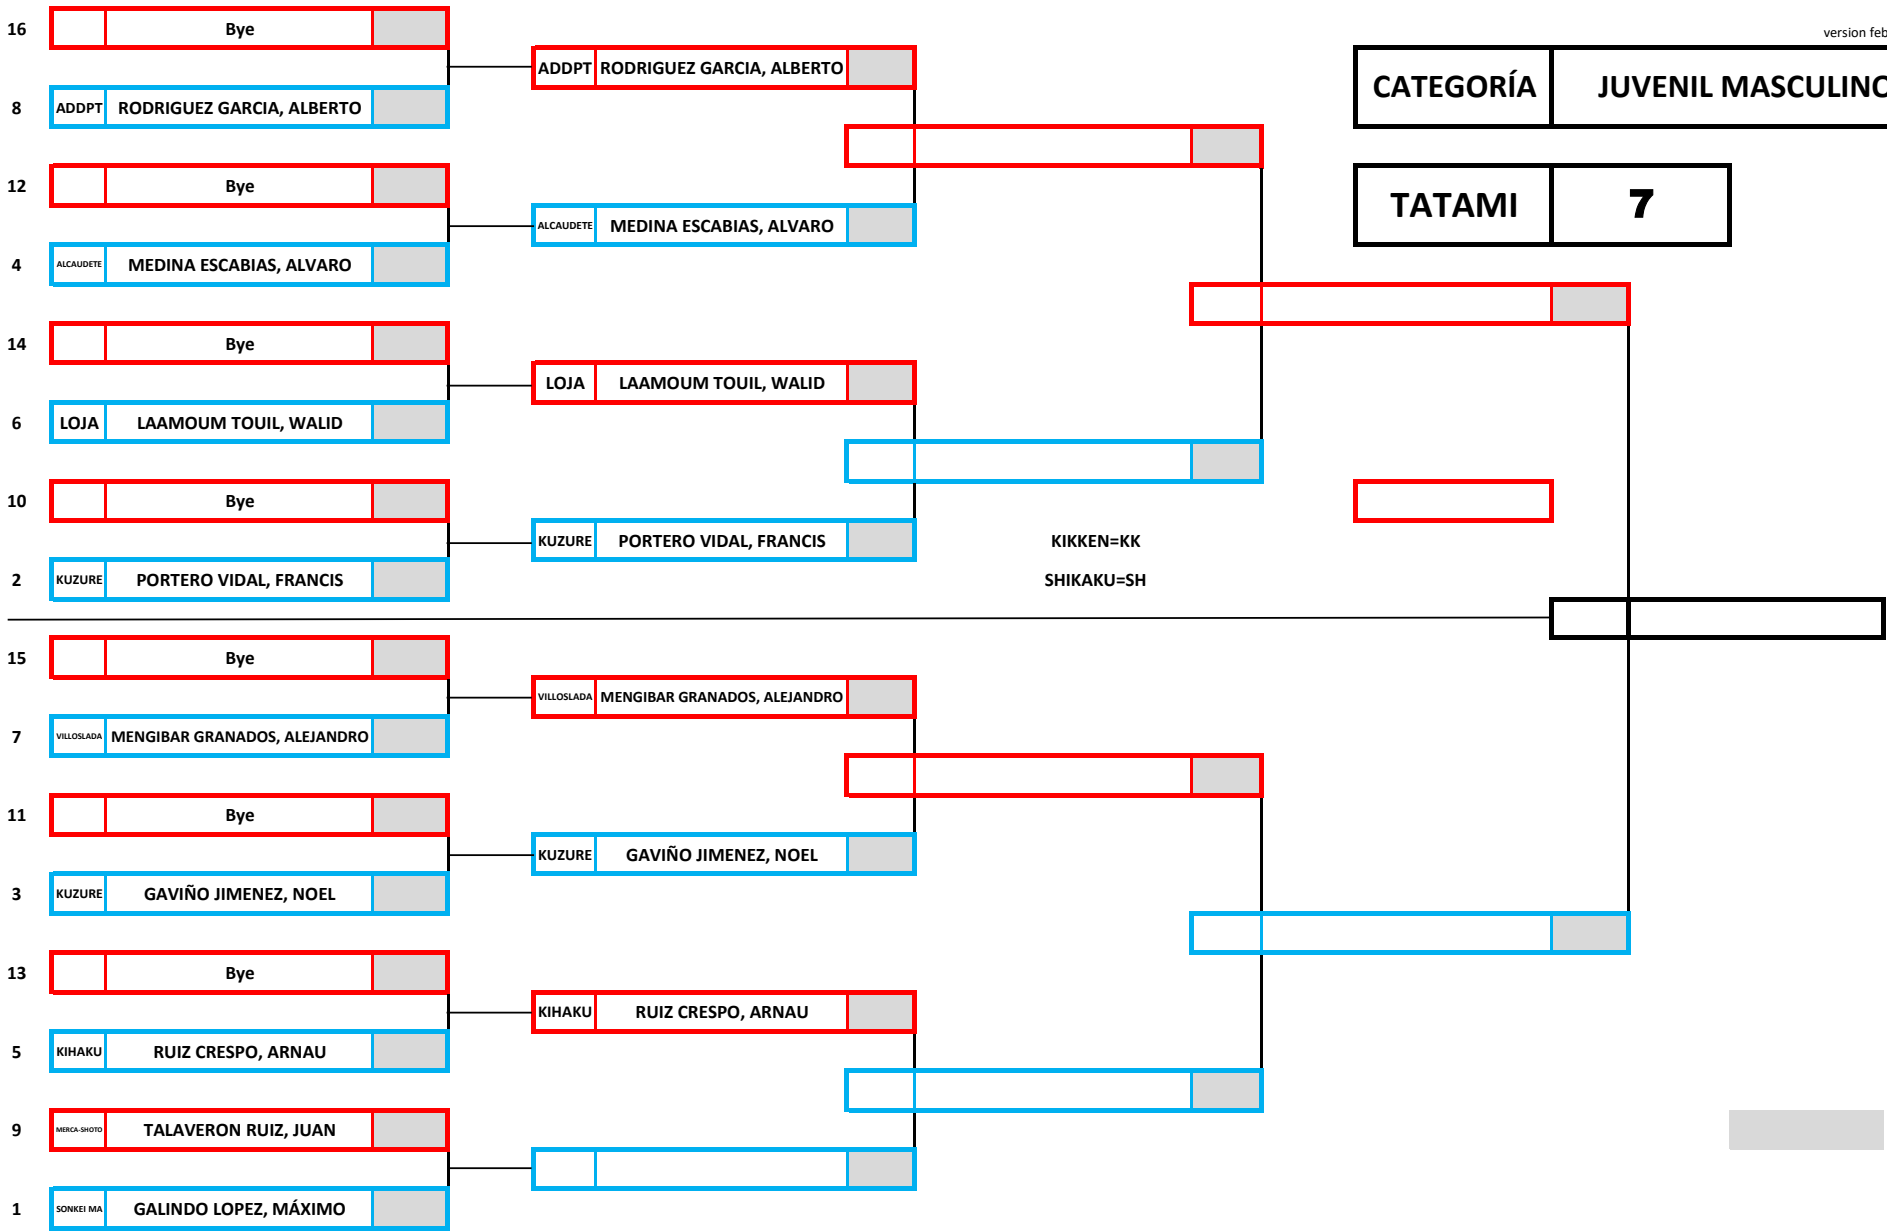 version feb
CATEGORÍA JUVENIL MASCULINO
TATAMI 7
16 Bye
ADDPT RODRIGUEZ GARCIA, ALBERTO
8 ADDPT RODRIGUEZ GARCIA, ALBERTO
12 Bye
ALCAUDETE MEDINA ESCABIAS, ALVARO
4 ALCAUDETE MEDINA ESCABIAS, ALVARO
14 Bye
LOJA LAAMOUM TOUIL, WALID
6 LOJA LAAMOUM TOUIL, WALID
10 Bye
KUZURE PORTERO VIDAL, FRANCIS
KIKKEN=KK
2 KUZURE PORTERO VIDAL, FRANCIS
SHIKAKU=SH
15 Bye
VILLOSLADA MENGIBAR GRANADOS, ALEJANDRO
7 VILLOSLADA MENGIBAR GRANADOS, ALEJANDRO
11 Bye
KUZURE GAVIÑO JIMENEZ, NOEL
3 KUZURE GAVIÑO JIMENEZ, NOEL
13 Bye
KIHAKU RUIZ CRESPO, ARNAU
5 KIHAKU RUIZ CRESPO, ARNAU
9 MERCA-SHOTO TALAVERON RUIZ, JUAN
1 SONKEI MA GALINDO LOPEZ, MÁXIMO